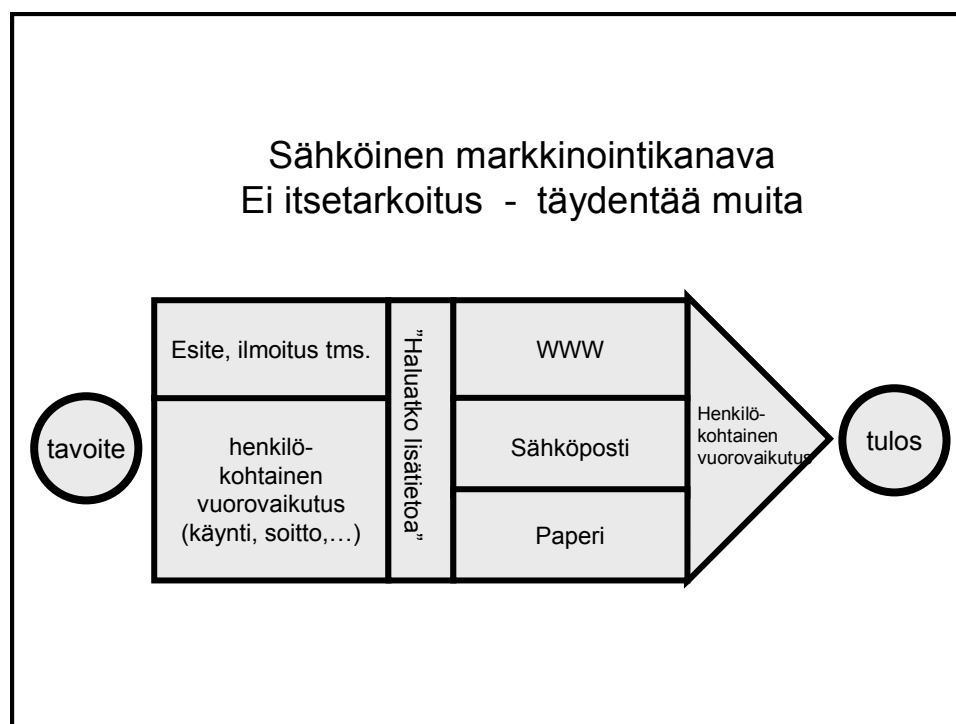 Sähköinen markkinointikanava
Ei itsetarkoitus - täydentää muita
tavoite
Esite, ilmoitus tms.
henkilö-
kohtainen
vuorovaikutus
(käynti, soitto,…)
”Haluatko lisätietoa”
WWW
Sähköposti
Paperi
Henkilö-
kohtainen
vuorovaikutus
tulos